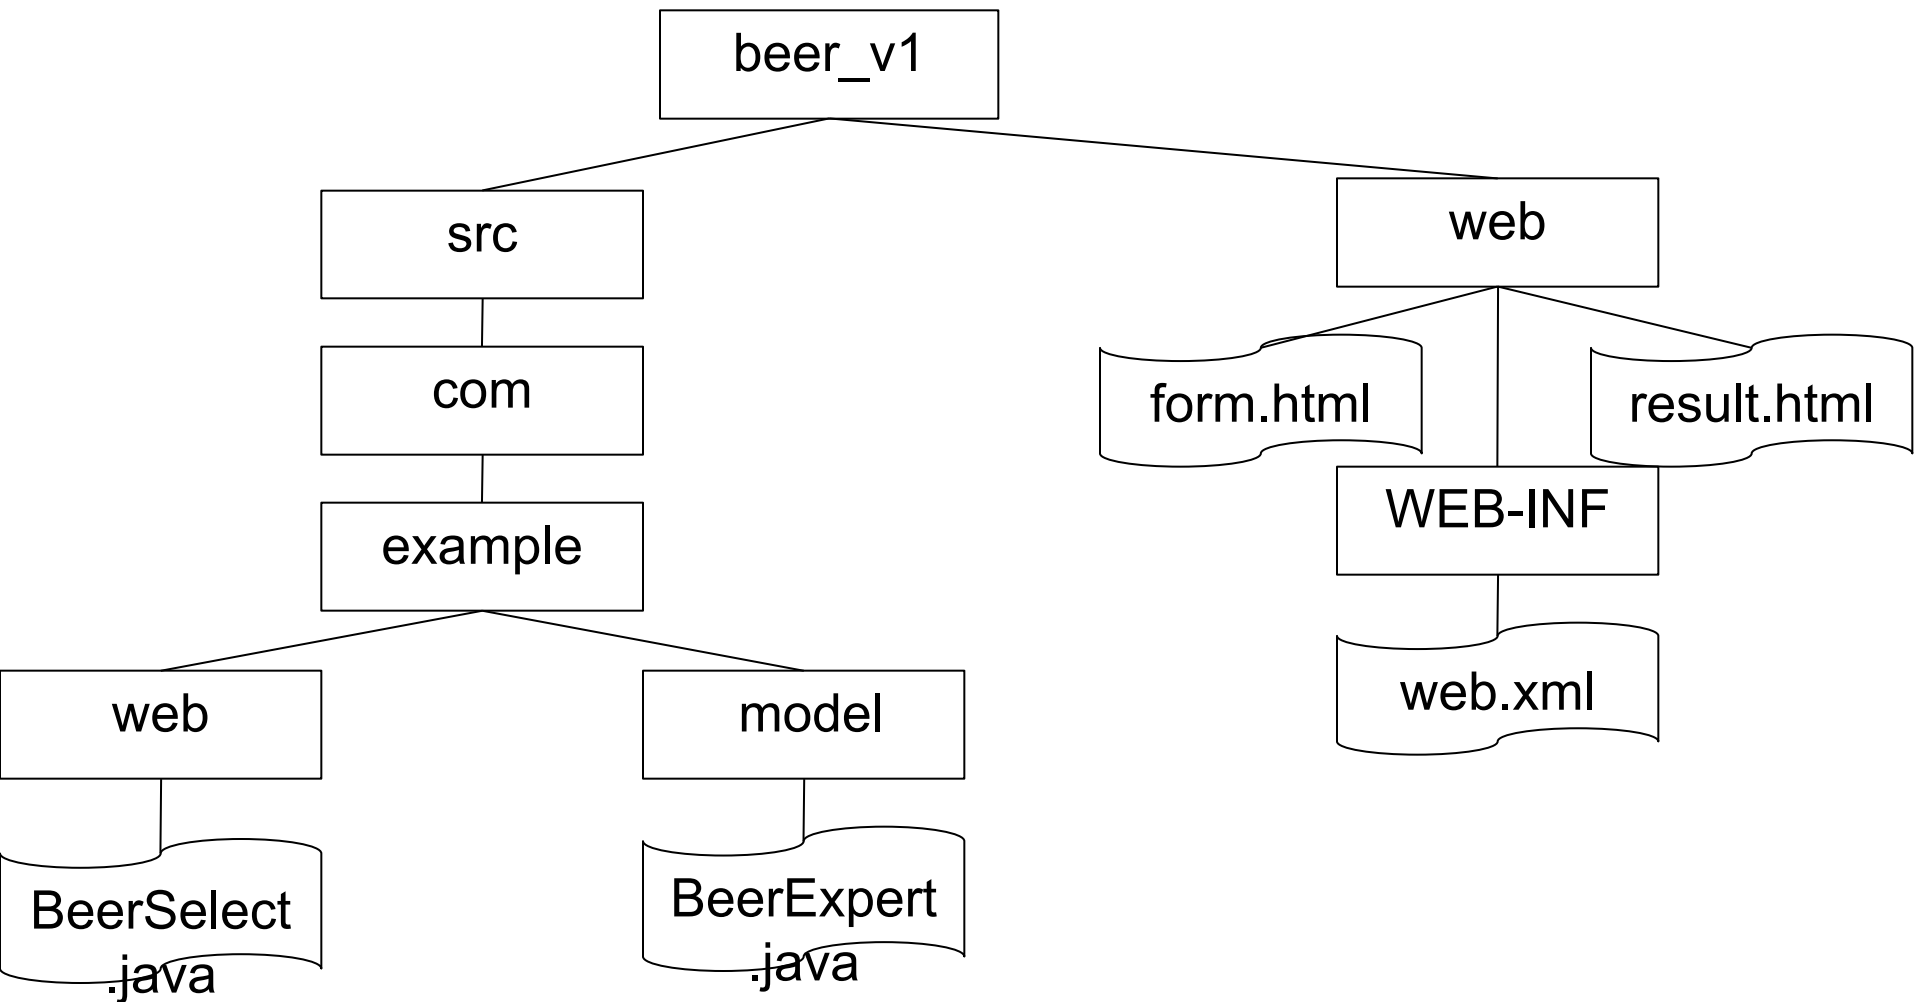 beer_v1
src
web
com
form.html
result.html
example
WEB-INF
web
model
web.xml
BeerSelect
.java
BeerExpert
.java